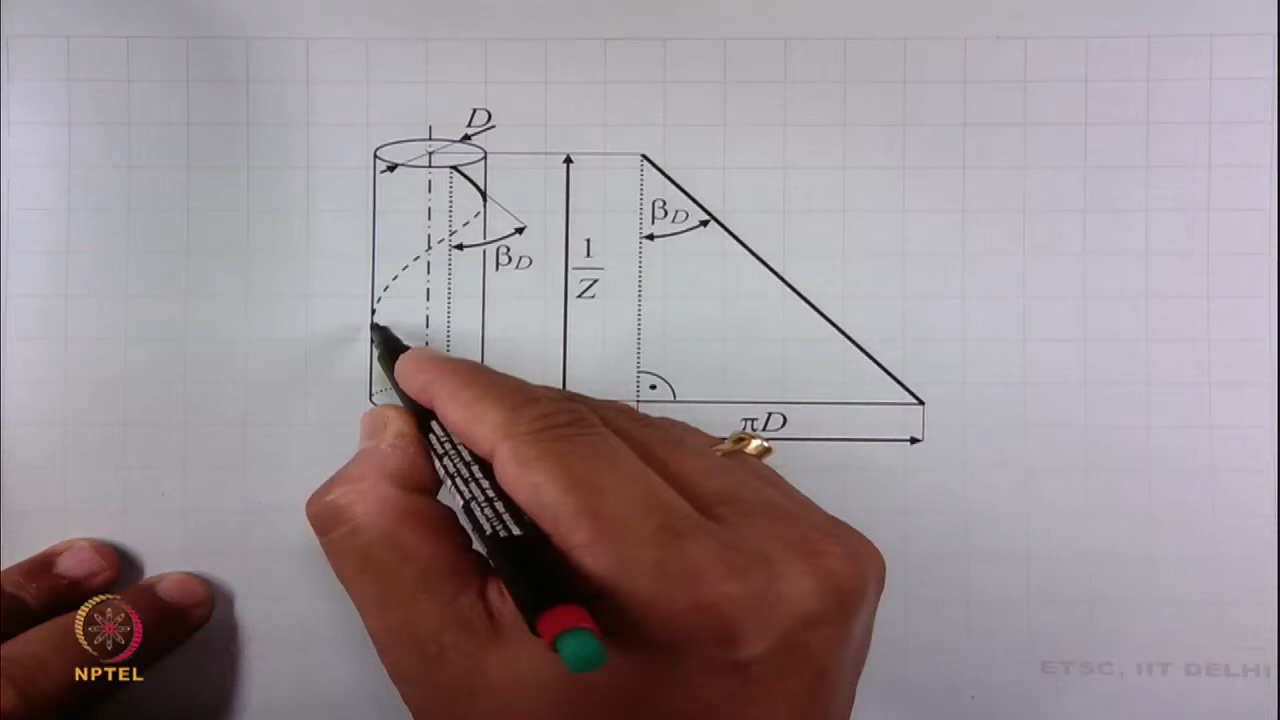 D
β_D
β_D
1
Z
πD
NPTEL
ETSC, IIT DELHI